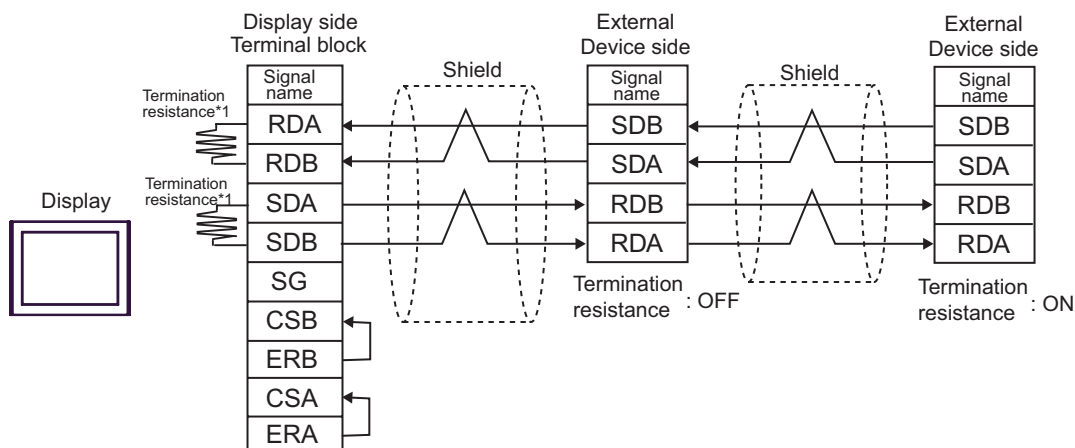 Display side
Terminal block
External
Device side
External
Device side
Shield
Shield
Signal
name
Signal
name
Signal
name
Termination
resistance*1
RDA
SDB
SDB
RDB
SDA
SDA
Termination
resistance*1
Display
SDA
RDB
RDB
SDB
RDA
RDA
SG
Termination
resistance : OFF
Termination
resistance : ON
CSB
ERB
CSA
ERA